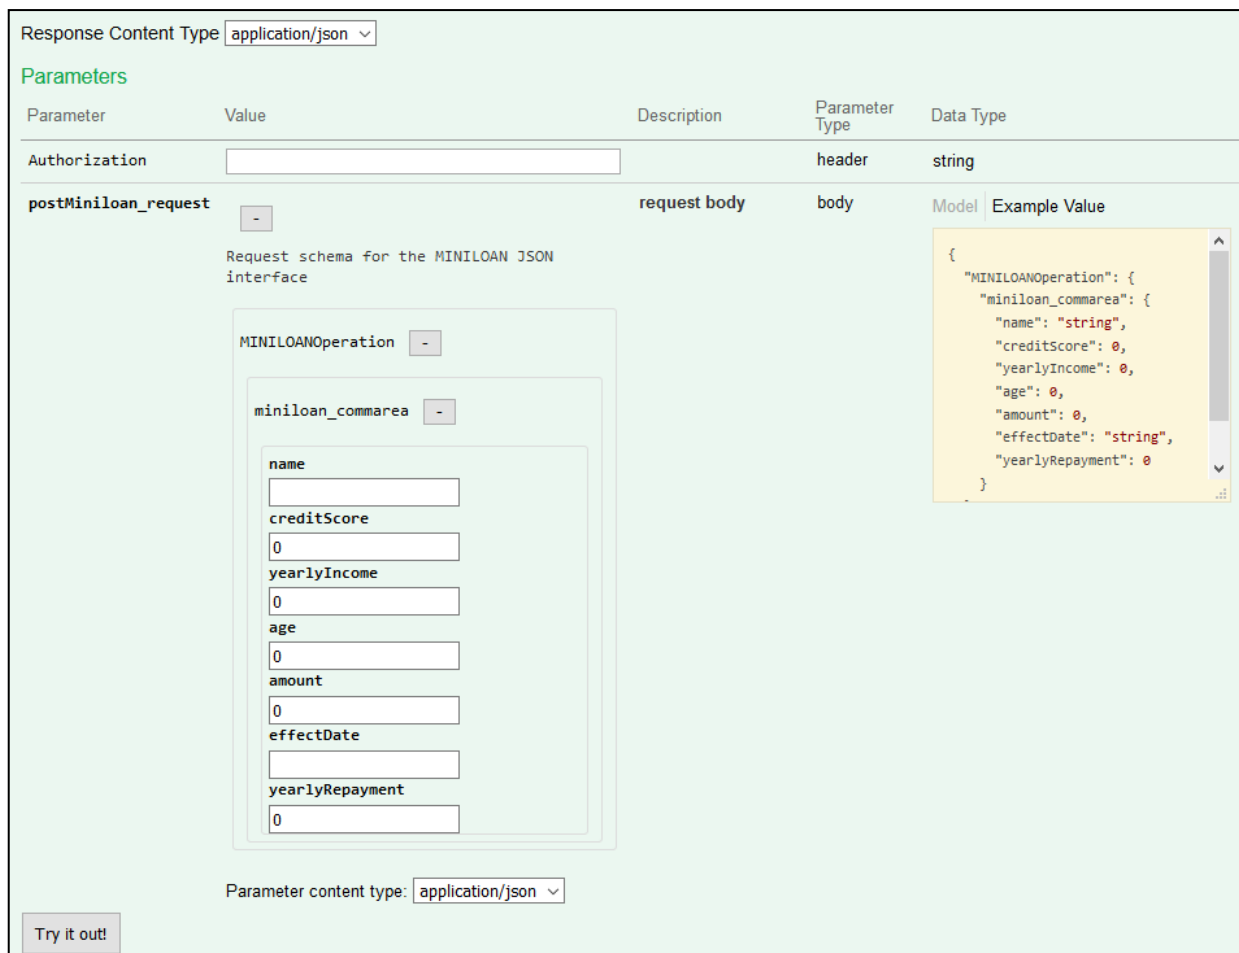 Response Content Type application/json
Parameters
Parameter Value Description Parameter Type Data Type
Authorization header string
postMiniloan_request - request body body Model Example Value
Request schema for the MINILOAN JSON
interface
MINILOANOperation -
miniloan_commarea -
name
creditScore
0
yearlyIncome
0
age
0
amount
0
effectDate
yearlyRepayment
0
{
"MINILOANOperation": {
"miniloan_commarea": {
"name": "string",
"creditScore": 0,
"yearlyIncome": 0,
"age": 0,
"amount": 0,
"effectDate": "string",
"yearlyRepayment": 0
}
Parameter content type: application/json
Try it out!